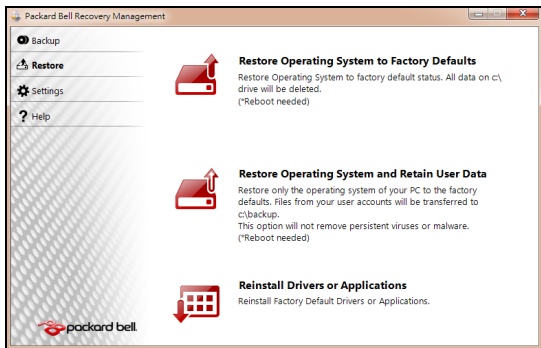 Packard Bell Recovery Management
Backup
Restore
Settings
Help
Restore Operating System to Factory Defaults
Restore Operating System to factory default status. All data on c:\
drive will be deleted.
(*Reboot needed)
Restore Operating System and Retain User Data
Restore only the operating system of your PC to the factory
defaults. Files from your user accounts will be transferred to
c:\backup.
This option will not remove persistent viruses or malware.
(*Reboot needed)
Reinstall Drivers or Applications
Reinstall Factory Default Drivers or Applications.
packard bell.